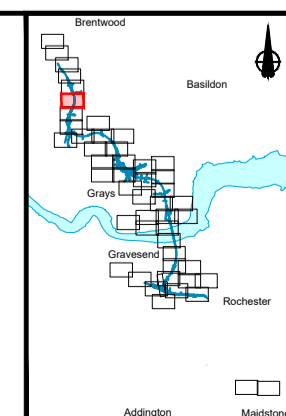 Brentwood
Basildon
Grays
Gravesend
Rochester
Addington
Maidstone